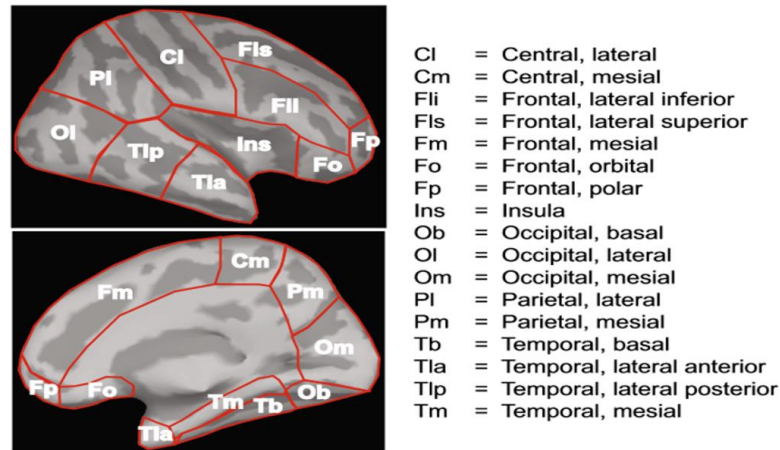 Cl
Fls
Pl
Fli
Ol
Fp
Tlp
Ins
Fo
Tla
Cm
Fm
Pm
Om
Fp
Fo
Ob
Tm
Tb
Tla
Cl = Central, lateral
Cm = Central, mesial
Fli = Frontal, lateral inferior
Fls = Frontal, lateral superior
Fm = Frontal, mesial
Fo = Frontal, orbital
Fp = Frontal, polar
Ins = Insula
Ob = Occipital, basal
Ol = Occipital, lateral
Om = Occipital, mesial
Pl = Parietal, lateral
Pm = Parietal, mesial
Tb = Temporal, basal
Tla = Temporal, lateral anterior
Tlp = Temporal, lateral posterior
Tm = Temporal, mesial